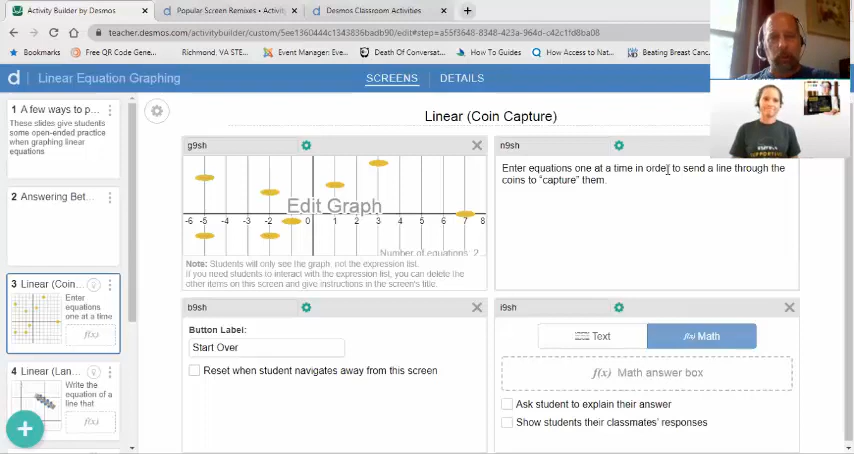 Activity Builder by Desmos
Popular Screen Remixes • Activity
Desmos Classroom Activities
teacher.desmos.com/activitybuilder/custom/5ee1360444c1343836badb90/edit#step=a55f3648-8348-423a-964d-c42c1fd8ba08
Bookmarks
Free QR Code Gene...
Richmond, VA STE...
Event Manager: Eve...
Death Of Conversat...
How To Guides
How Access to Nat...
Beating Breast Canc...
Linear Equation Graphing
SCREENS
DETAILS
1 A few ways to p...
These slides give students
some open-ended practice
when graphing linear
equations
2 Answering Bet...
3 Linear (Coin...
Enter
equations
one at a time
f(x)
4 Linear (Lan...
Write the
equation of a
line that
f(x)
Linear (Coin Capture)
g9sh
-6 -5 -4 -3 -2 -1 0 1 2 3 4 5 6 7 8
Edit Graph
Number of equations: 2...
Note: Students will only see the graph, not the expression list.
If you need students to interact with the expression list, you can delete the
other items on this screen and give instructions in the screen's title.
n9sh
Enter equations one at a time in order to send a line through the
coins to "capture" them.
b9sh
Button Label:
Start Over
Reset when student navigates away from this screen
i9sh
Text
f(x) Math
f(x) Math answer box
Ask student to explain their answer
Show students their classmates' responses